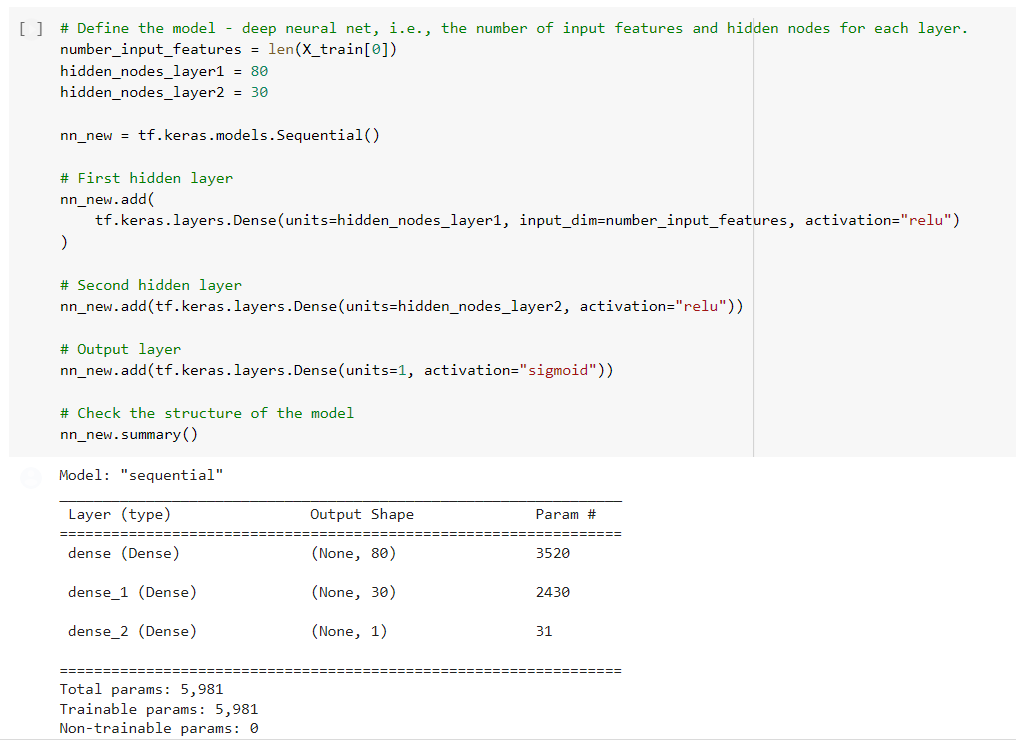 [ ] # Define the model - deep neural net, i.e., the number of input features and hidden nodes for each layer.
number_input_features = len(X_train[0])
hidden_nodes_layer1 = 80
hidden_nodes_layer2 = 30

nn_new = tf.keras.models.Sequential()

# First hidden layer
nn_new.add(
    tf.keras.layers.Dense(units=hidden_nodes_layer1, input_dim=number_input_features, activation="relu")
)

# Second hidden layer
nn_new.add(tf.keras.layers.Dense(units=hidden_nodes_layer2, activation="relu"))

# Output layer
nn_new.add(tf.keras.layers.Dense(units=1, activation="sigmoid"))

# Check the structure of the model
nn_new.summary()
Model: "sequential"
_________________________________________________________________
Layer (type) Output Shape Param #
=================================================================
dense (Dense) (None, 80) 3520
dense_1 (Dense) (None, 30) 2430
dense_2 (Dense) (None, 1) 31
=================================================================
Total params: 5,981
Trainable params: 5,981
Non-trainable params: 0